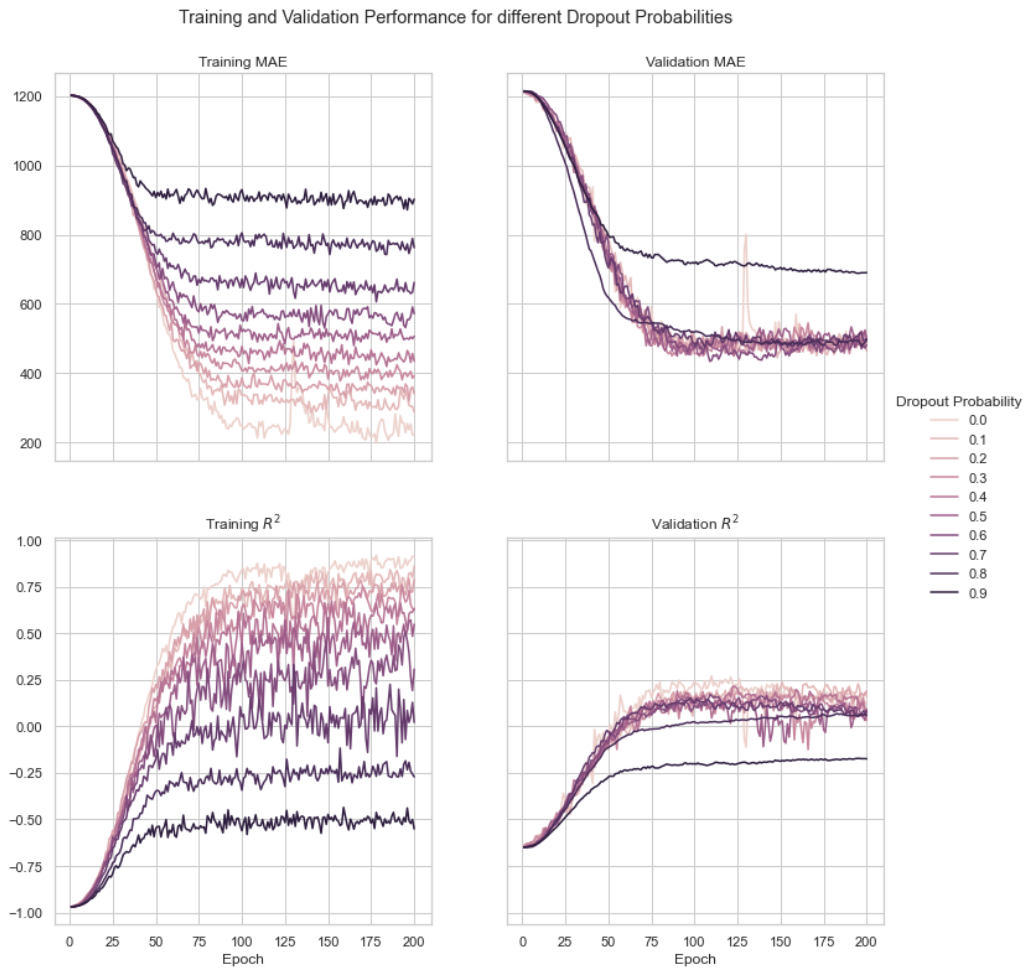 Training and Validation Performance for different Dropout Probabilities
Training MAE
Validation MAE
1200
1000
800
600
400
200
Dropout Probability
0.0
0.1
0.2
0.3
0.4
0.5
0.6
0.7
0.8
0.9
Training R²
Validation R²
1.00
0.75
0.50
0.25
0.00
−0.25
−0.50
−0.75
−1.00
0 25 50 75 100 125 150 175 200
0 25 50 75 100 125 150 175 200
Epoch
Epoch